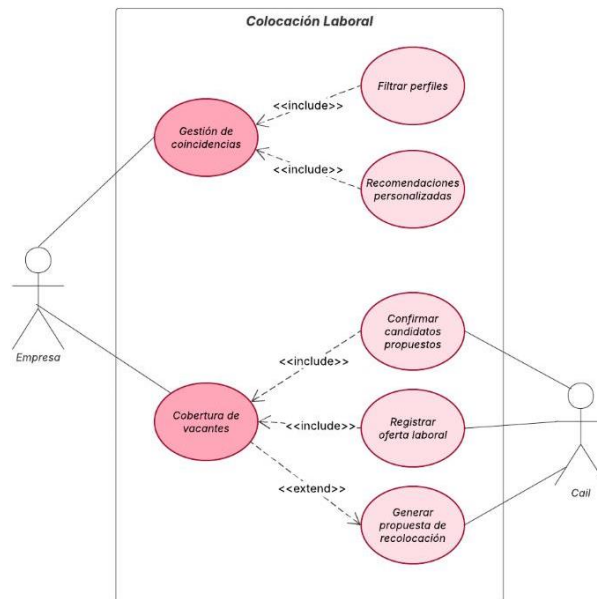 Colocación Laboral
Filtrar perfiles
<<include>>
Gestión de
coincidencias
<<include>>
Recomendaciones
personalizadas
Empresa
Confirmar
candidatos
propuestos
<<include>>
Cobertura de
vacantes
<<include>>
Registrar
oferta laboral
Cail
<<extend>>
Generar
propuesta de
recolocación